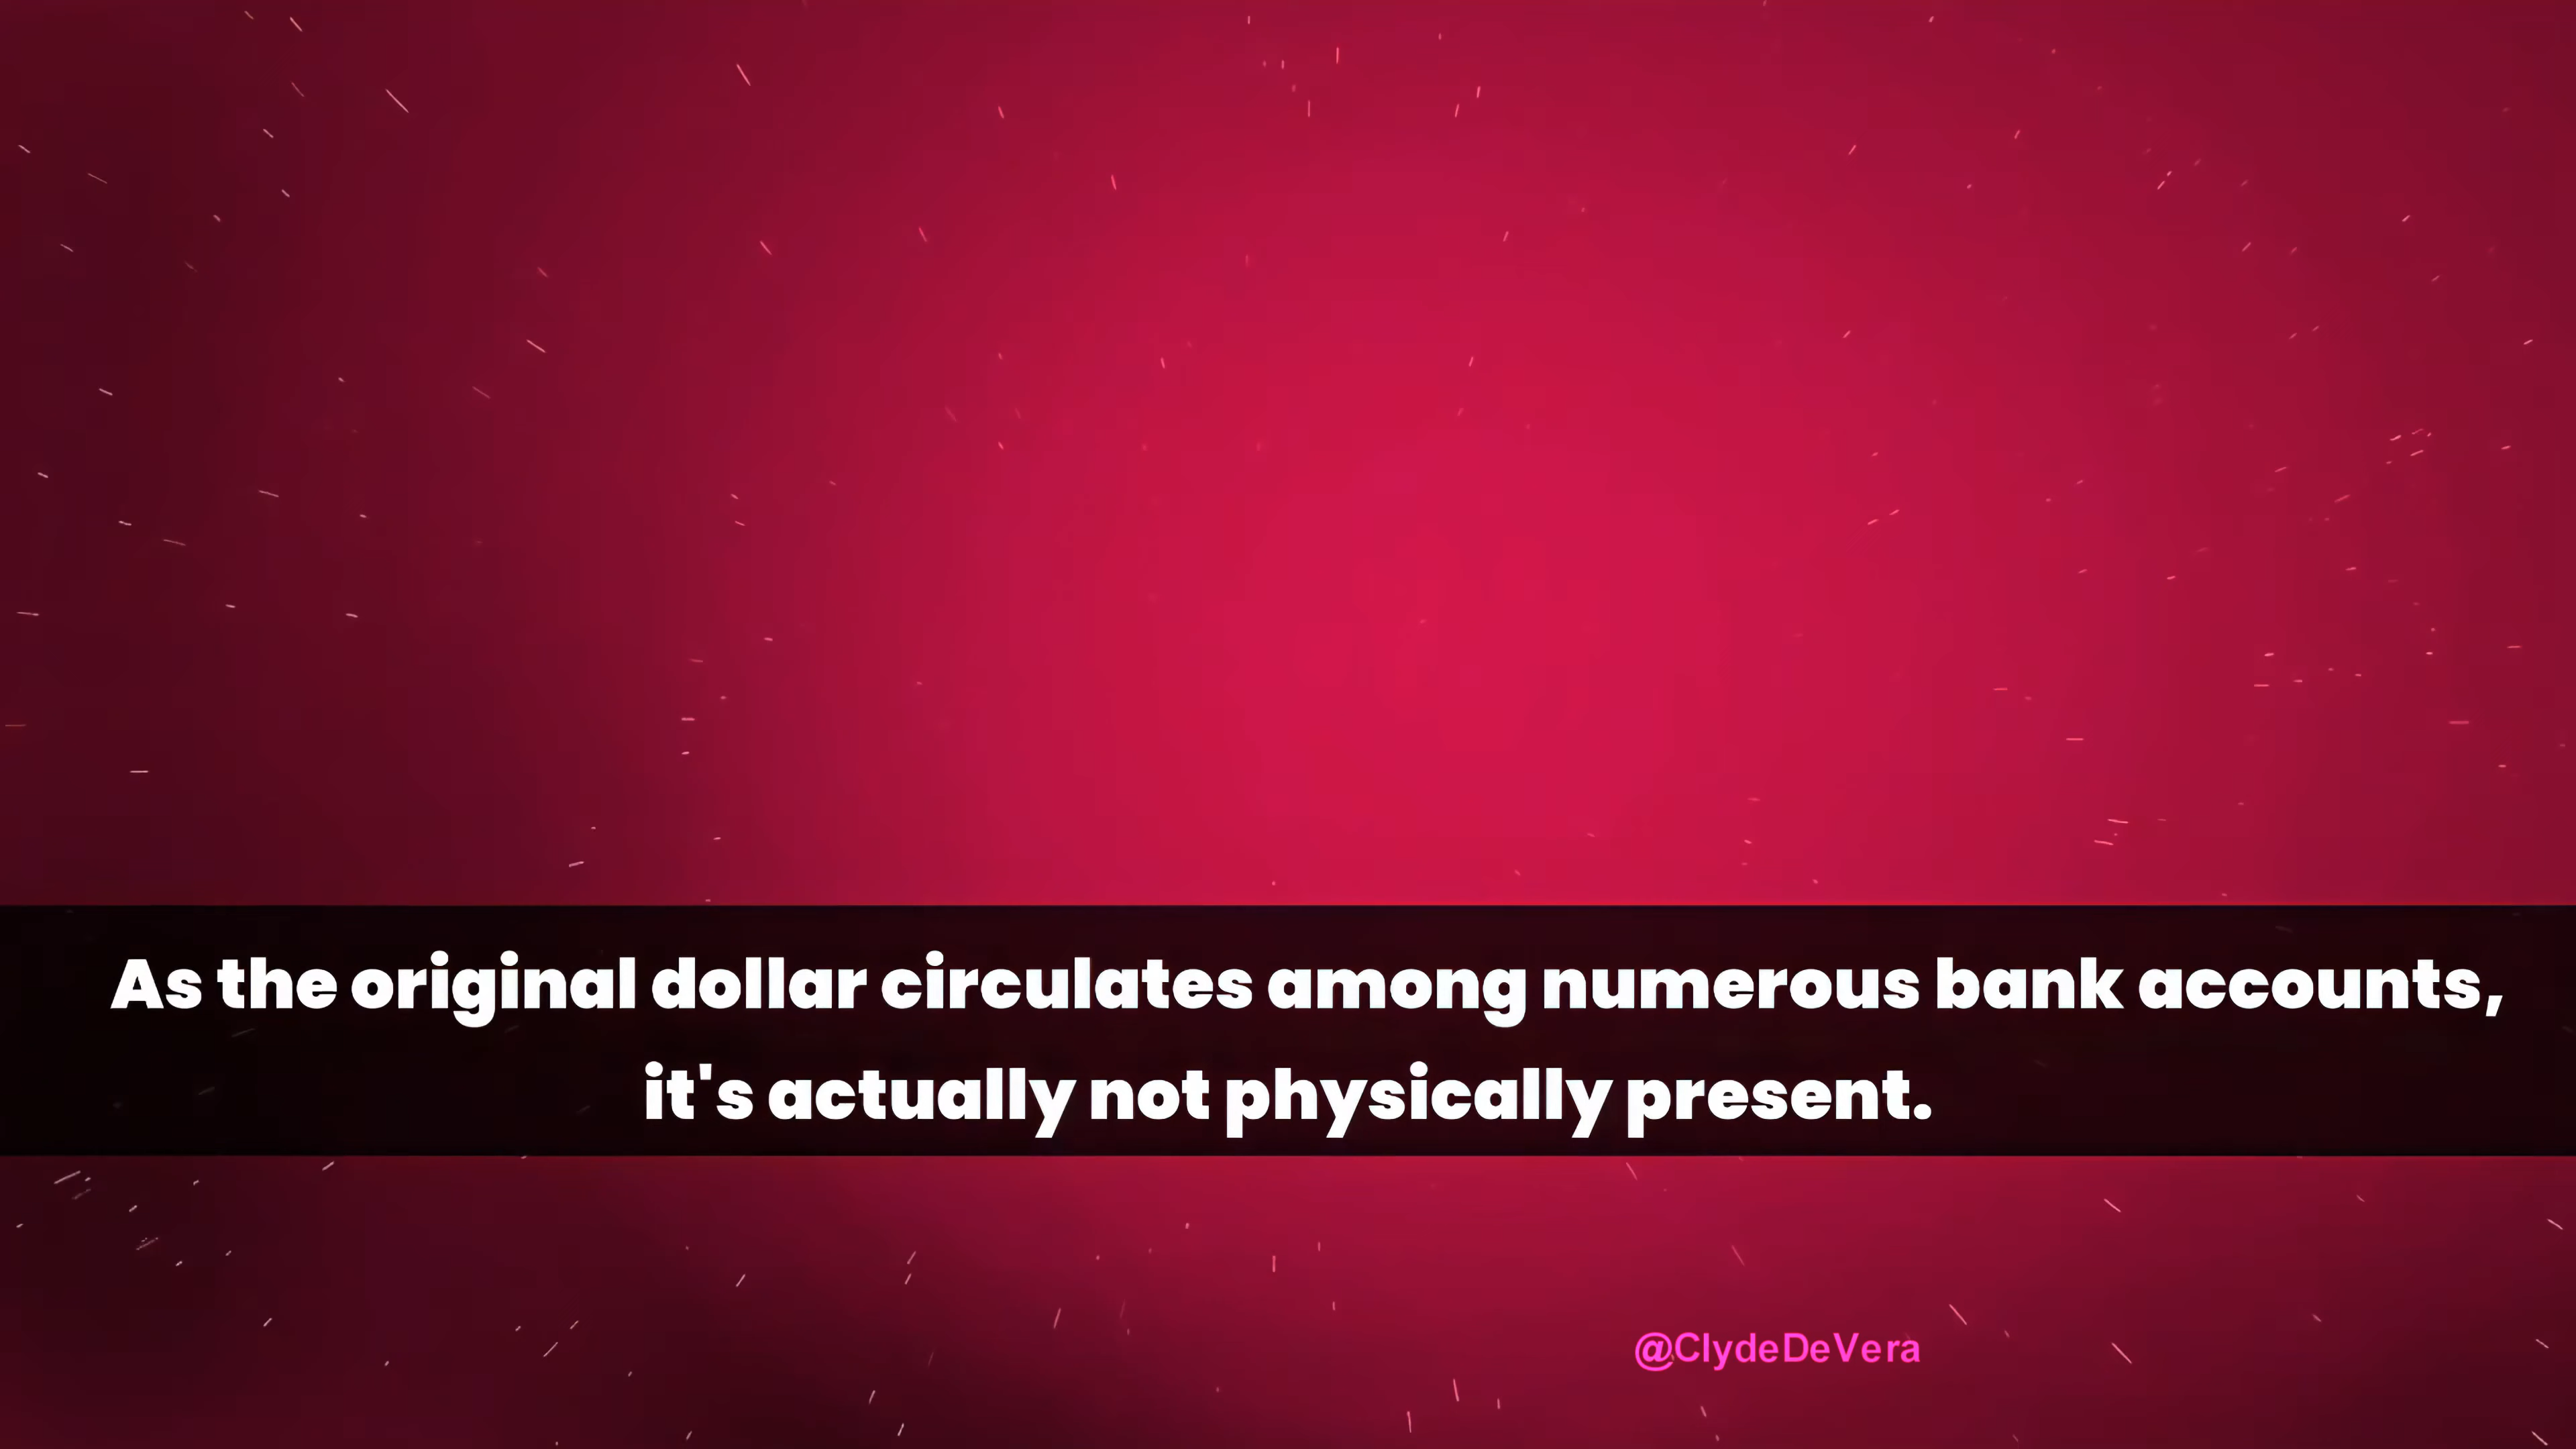 As the original dollar circulates among numerous bank accounts,
it's actually not physically present.
@ClydeDeVera